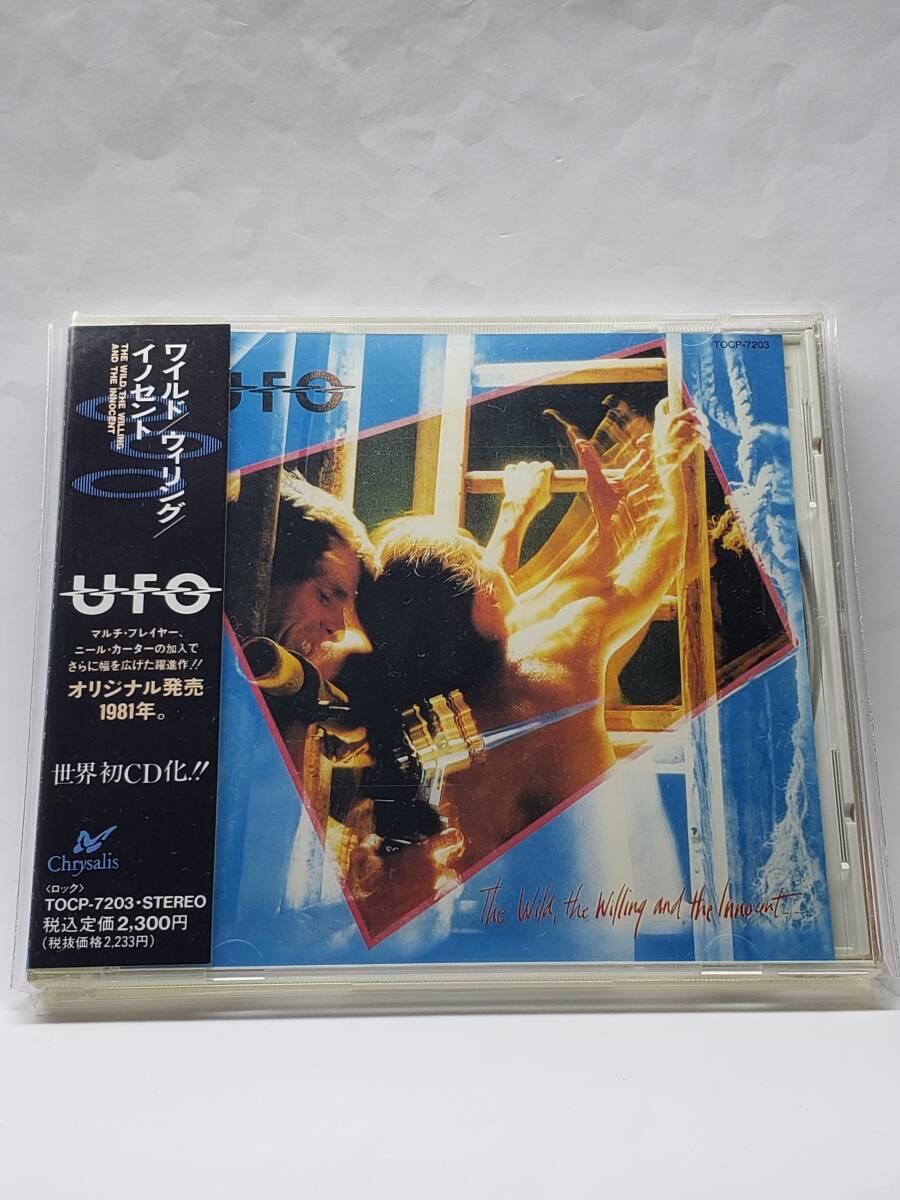 ワイルド/ウィリング/
イノセント
THE WILD, THE WILLING
AND THE INNOCENT
UFO
マルチ・プレイヤー、
ニール・カーターの加入で
さらに幅を広げた躍進作!!
オリジナル発売
1981年。
世界初CD化!!
Chrysalis
〈ロック〉
TOCP-7203・STEREO
税込定価2,300円
(税抜価格2,233円)
UFO
TOCP-7203
The Wild, the Willing and the Innocent